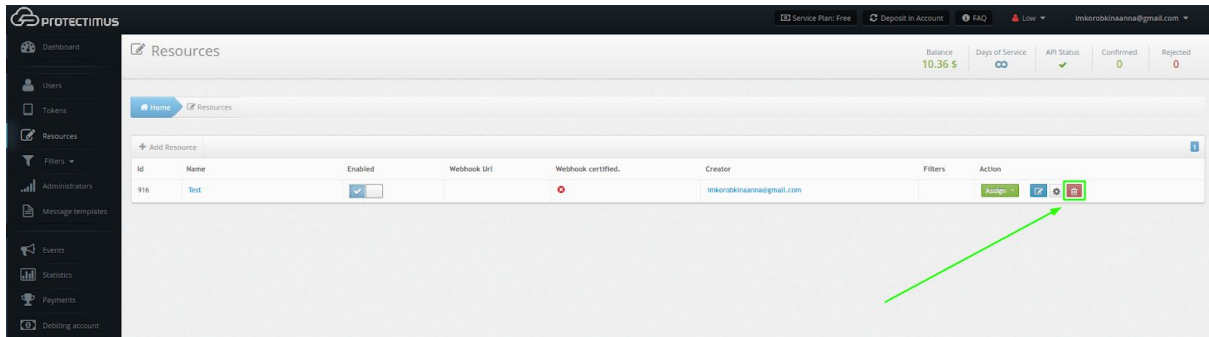 PROTECTIMUS
Service Plan: Free
Deposit in Account
FAQ
Low
imkorobkinaanna@gmail.com
Dashboard
Users
Tokens
Resources
Filters
Administrators
Message templates
Events
Statistics
Payments
Debiting account
Resources
Balance
10.36 $
Days of Service
API Status
Confirmed
0
Rejected
0
Home
Resources
Add Resource
1
Id Name Enabled Webhook Url Webhook certified. Creator Filters Action
916 Test imkorobkinaanna@gmail.com Assign